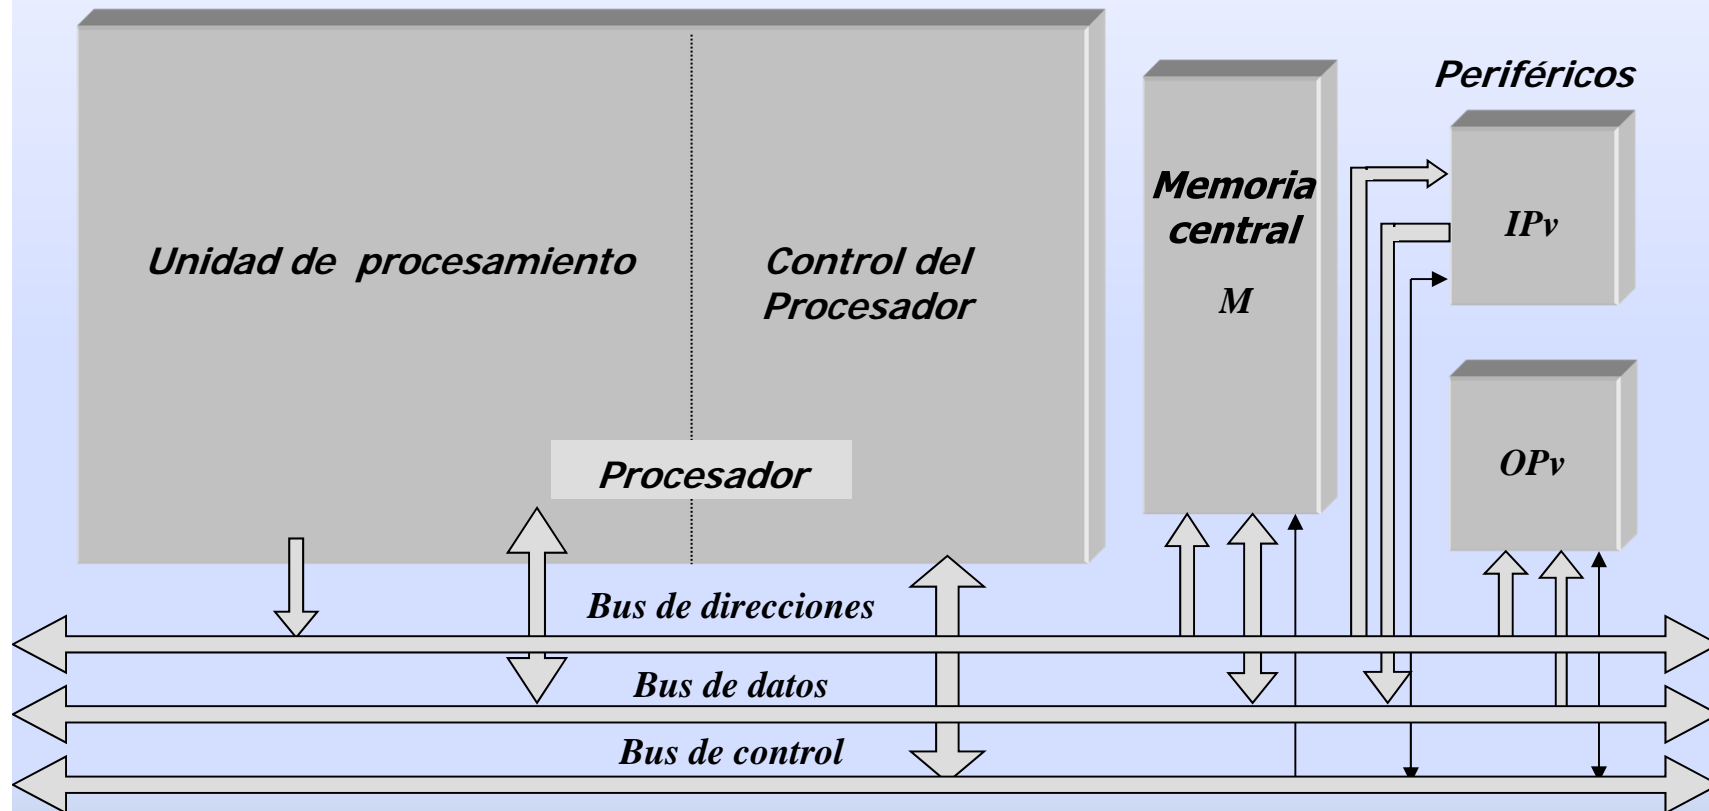 Periféricos
Unidad de procesamiento
Control del
Procesador
Procesador
Memoria
central
M
IPv
OPv
Bus de direcciones
Bus de datos
Bus de control